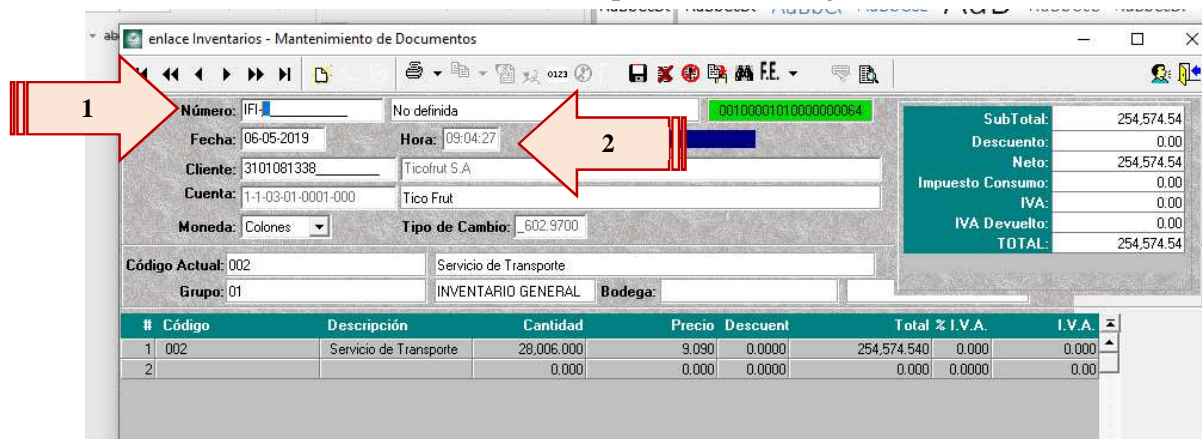 enlace Inventarios - Mantenimiento de Documentos
0123 F.E.
1
Número: IFI- No definida 00100001010000000064
Fecha: 06-05-2019 Hora: 09:04:27
2
Cliente: 3101081338 Ticofrut S.A
Cuenta: 1-1-03-01-0001-000 Tico Frut
Moneda: Colones Tipo de Cambio: _602.9700
SubTotal: 254,574.54
Descuento: 0.00
Neto: 254,574.54
Impuesto Consumo: 0.00
IVA: 0.00
IVA Devuelto: 0.00
TOTAL: 254,574.54
Código Actual: 002 Servicio de Transporte
Grupo: 01 INVENTARIO GENERAL Bodega:
# Código Descripción Cantidad Precio Descuent Total % I.V.A. I.V.A.
1 002 Servicio de Transporte 28,006.000 9.090 0.0000 254,574.540 0.000 0.000
2 0.000 0.000 0.0000 0.000 0.0000 0.00